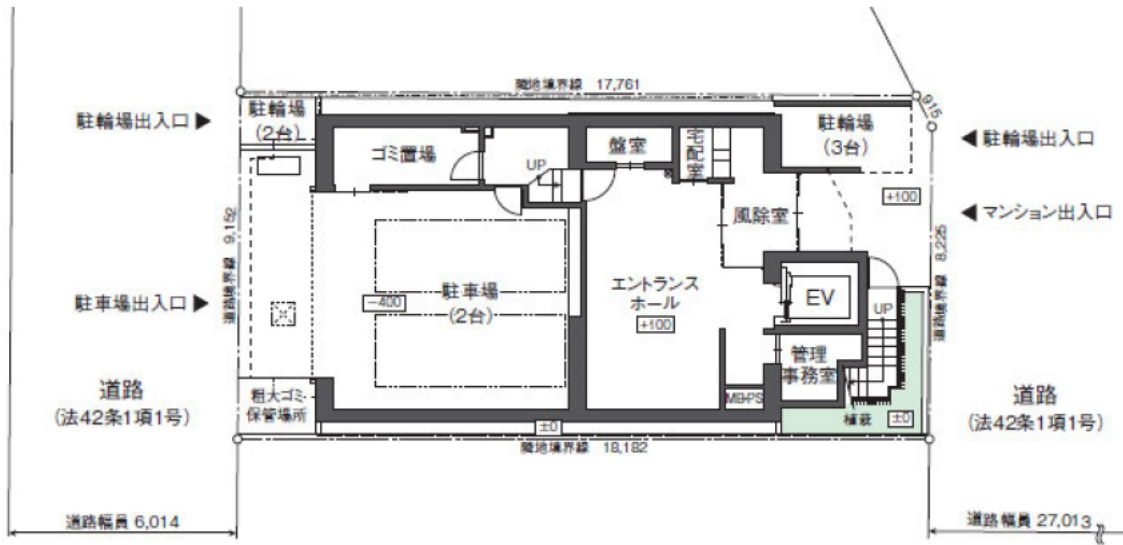 隣地境界線 17,761
915
駐輪場出入口
駐輪場
(2台)
ゴミ置場
UP
盤室
宅配室
駐輪場
(3台)
駐輪場出入口
+100
風除室
マンション出入口
道路境界線 9,152
道路境界線 8,225
駐車場出入口
-400
駐車場
(2台)
エントランス
ホール
+100
EV
UP
管理
事務室
道路
(法42条1項1号)
粗大ゴミ
保管場所
MB・PS
植栽
±0
道路
(法42条1項1号)
±0
隣地境界線 18,182
道路幅員 6,014
道路幅員 27,013